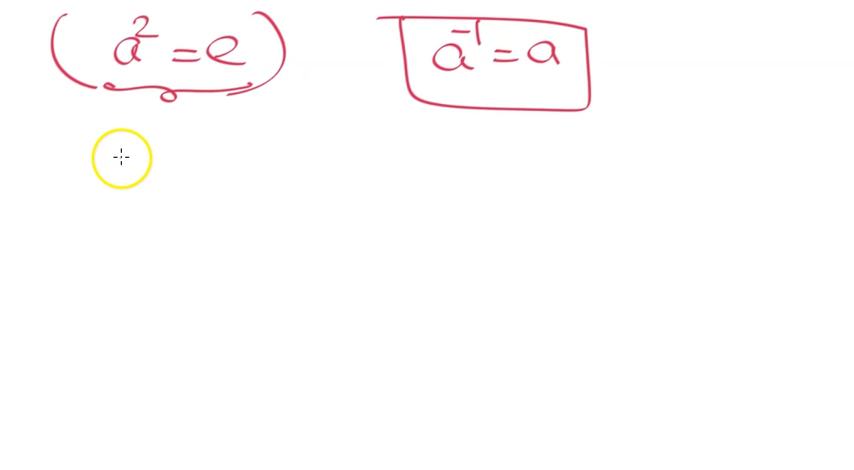 (a² = e) a⁻¹ = a